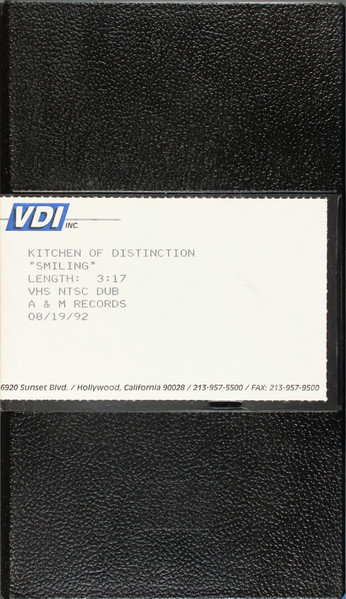 VDI INC.
KITCHEN OF DISTINCTION
"SMILING"
LENGTH: 3:17
VHS NTSC DUB
A & M RECORDS
08/19/92
6920 Sunset Blvd. / Hollywood, California 90028 / 213-957-5500 / FAX: 213-957-9500